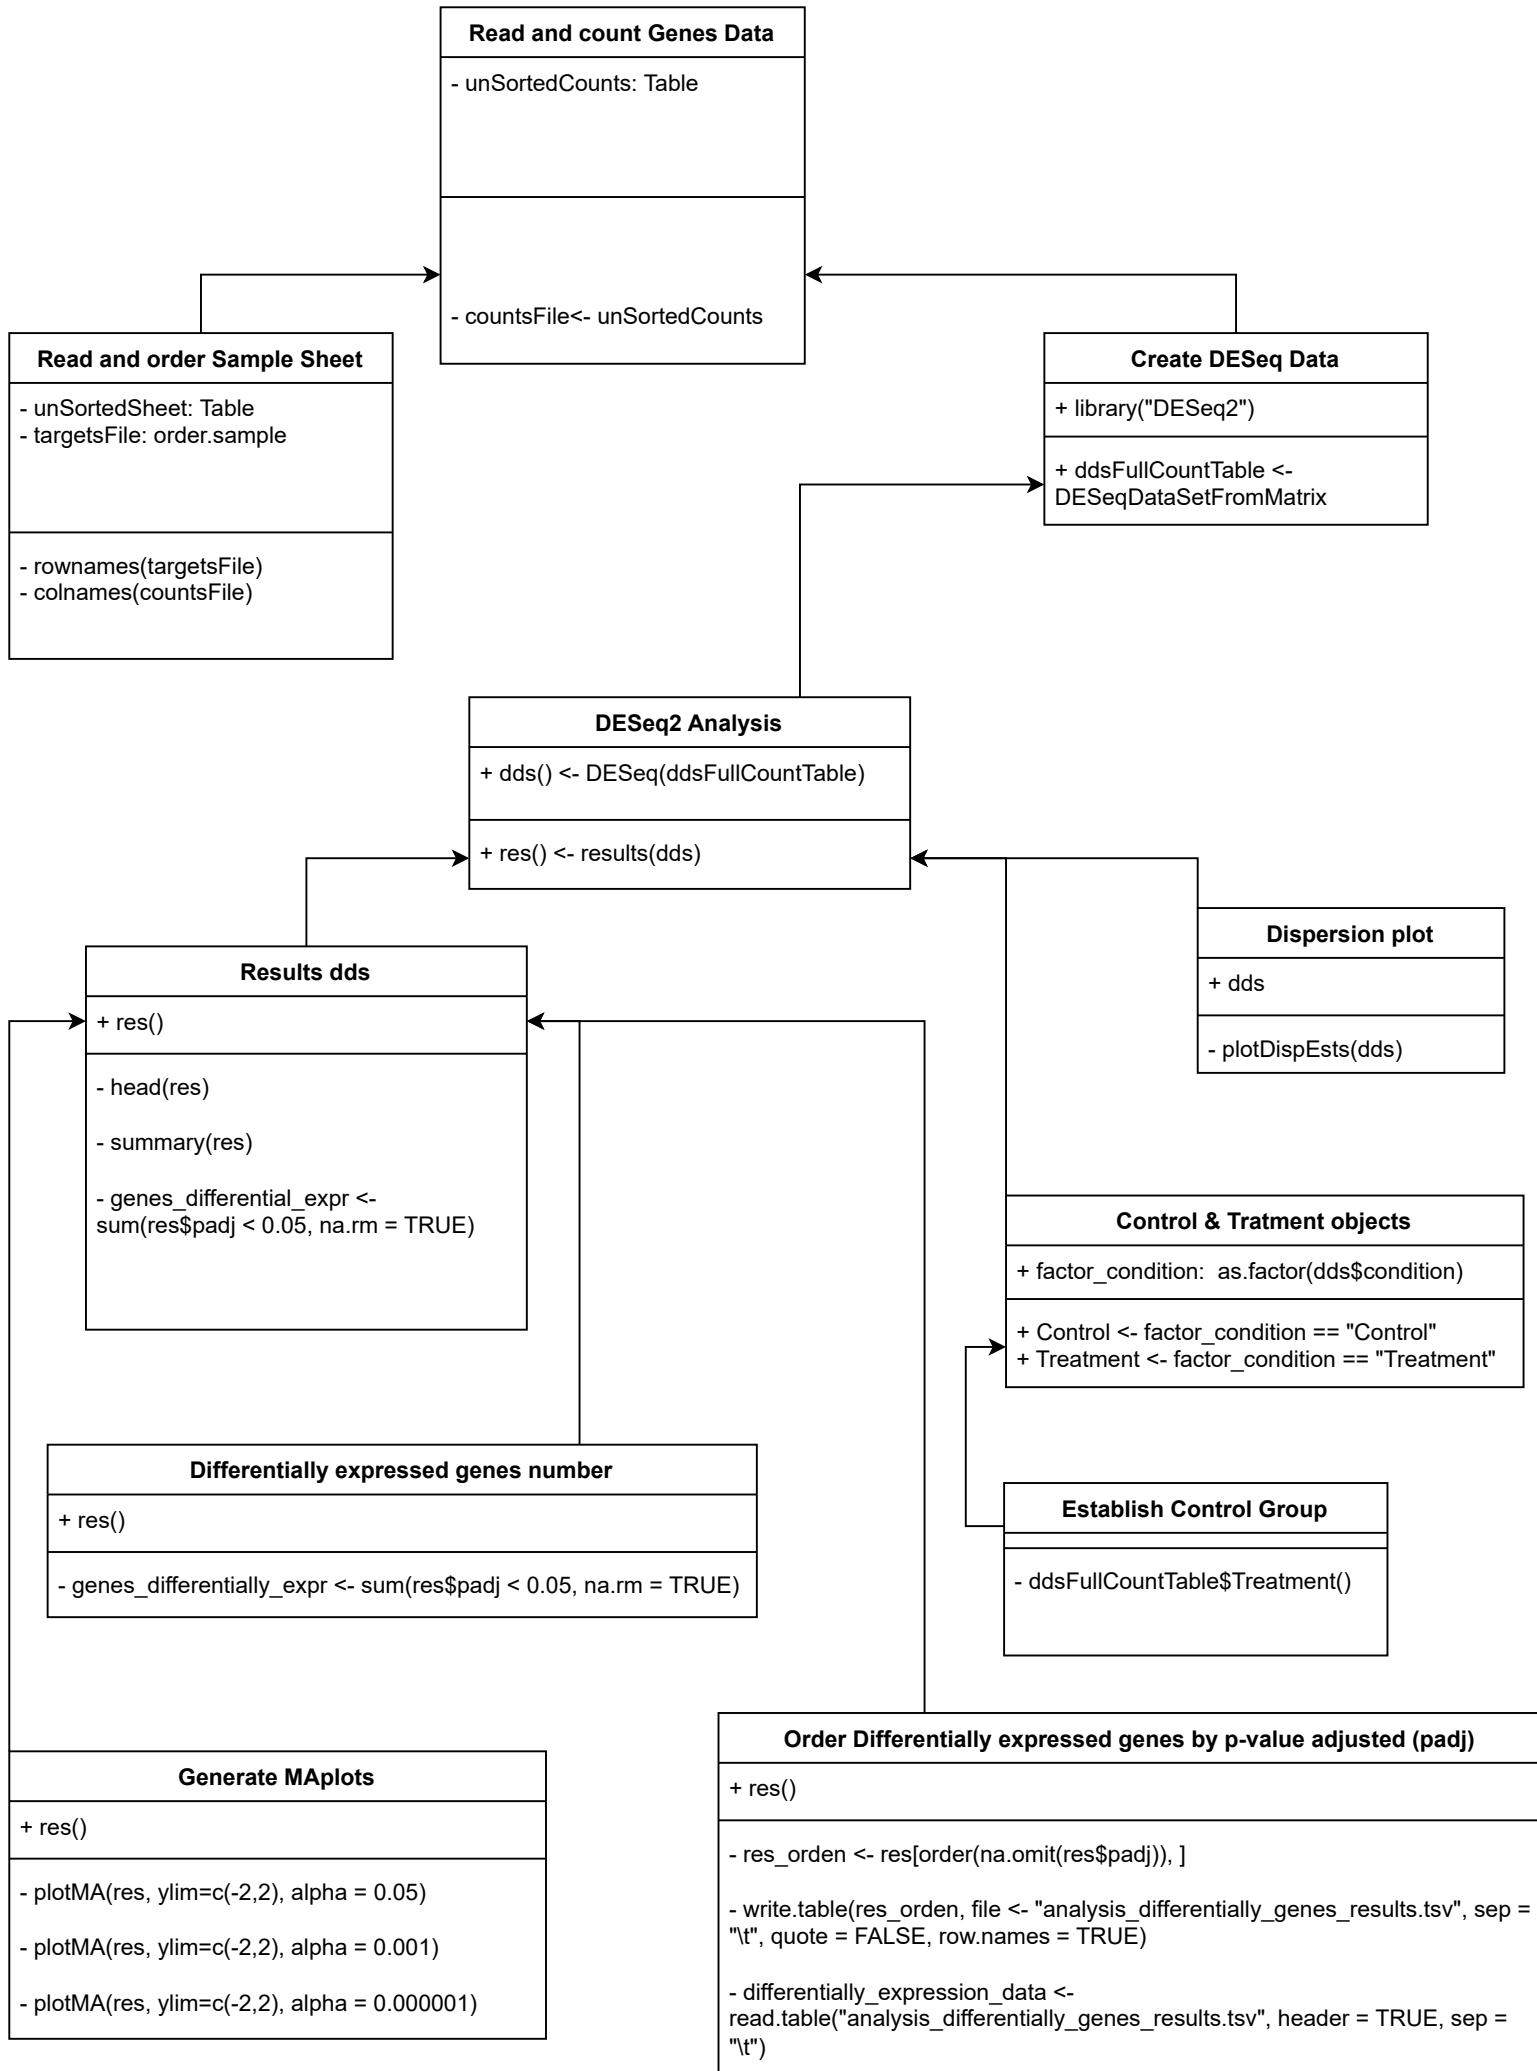 Read and count Genes Data
- unSortedCounts: Table
- countsFile<- unSortedCounts
Read and order Sample Sheet
- unSortedSheet: Table
- targetsFile: order.sample
- rownames(targetsFile)
- colnames(countsFile)
Create DESeq Data
+ library("DESeq2")
+ ddsFullCountTable <-
DESeqDataSetFromMatrix
DESeq2 Analysis
+ dds() <- DESeq(ddsFullCountTable)
+ res() <- results(dds)
Dispersion plot
+ dds
- plotDispEsts(dds)
Results dds
+ res()
- head(res)
- summary(res)
- genes_differential_expr <-
sum(res$padj < 0.05, na.rm = TRUE)
Control & Tratment objects
+ factor_condition:  as.factor(dds$condition)
+ Control <- factor_condition == "Control"
+ Treatment <- factor_condition == "Treatment"
Differentially expressed genes number
+ res()
- genes_differentially_expr <- sum(res$padj < 0.05, na.rm = TRUE)
Establish Control Group
- ddsFullCountTable$Treatment()
Generate MAplots
+ res()
- plotMA(res, ylim=c(-2,2), alpha = 0.05)
- plotMA(res, ylim=c(-2,2), alpha = 0.001)
- plotMA(res, ylim=c(-2,2), alpha = 0.000001)
Order Differentially expressed genes by p-value adjusted (padj)
+ res()
- res_orden <- res[order(na.omit(res$padj)), ]
- write.table(res_orden, file <- "analysis_differentially_genes_results.tsv", sep =
"\t", quote = FALSE, row.names = TRUE)
- differentially_expression_data <-
read.table("analysis_differentially_genes_results.tsv", header = TRUE, sep =
"\t")